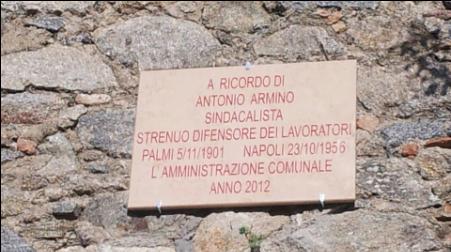 A RICORDO DI
ANTONIO ARMINO
SINDACALISTA
STRENUO DIFENSORE DEI LAVORATORI
PALMI 5/11/1901 NAPOLI 23/10/1956
L'AMMINISTRAZIONE COMUNALE
ANNO 2012